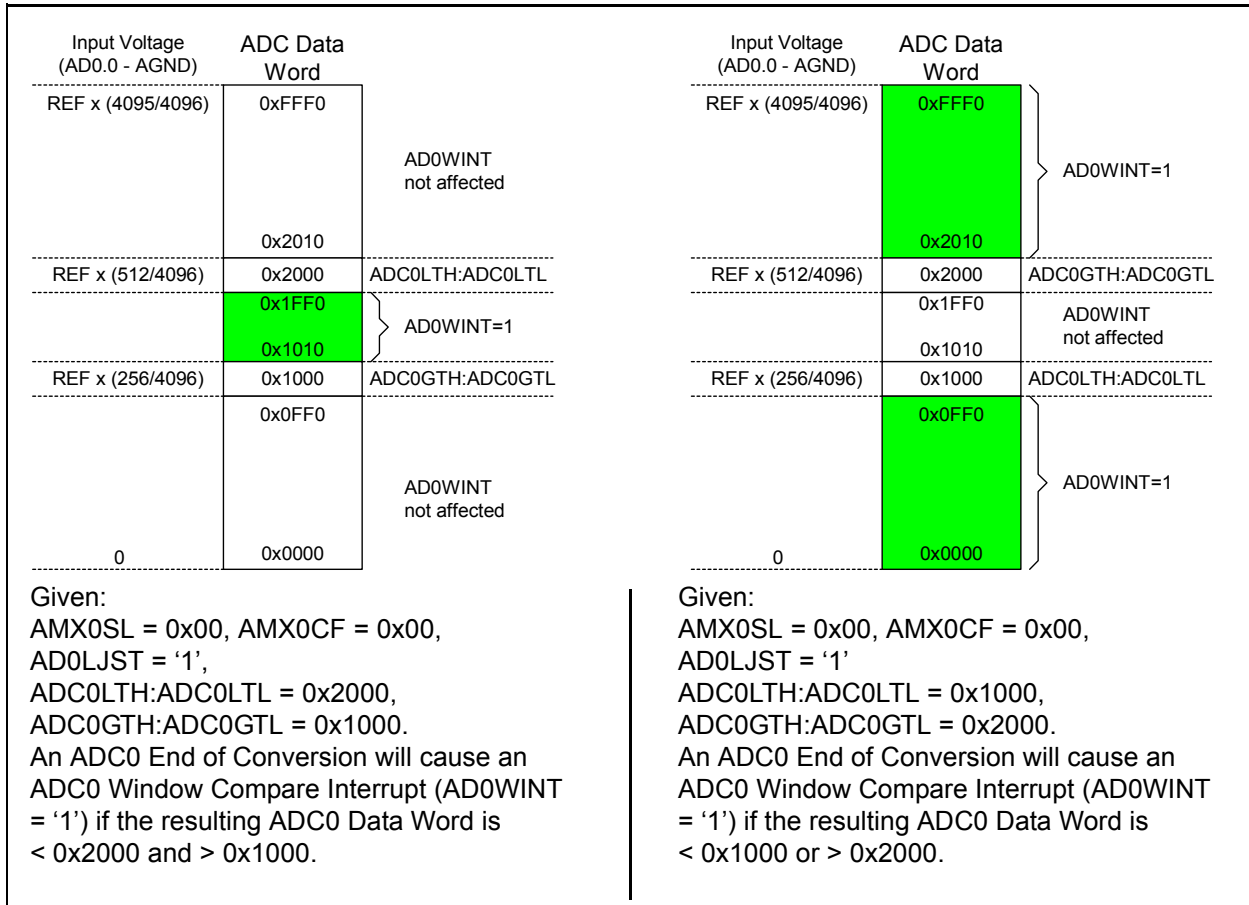 Input Voltage
(AD0.0 - AGND)
ADC Data
Word
REF x (4095/4096)
0xFFF0
AD0WINT
not affected
0x2010
REF x (512/4096)
0x2000
ADC0LTH:ADC0LTL
0x1FF0
AD0WINT=1
0x1010
REF x (256/4096)
0x1000
ADC0GTH:ADC0GTL
0x0FF0
AD0WINT
not affected
0
0x0000
Given:
AMX0SL = 0x00, AMX0CF = 0x00,
AD0LJST = ‘1’,
ADC0LTH:ADC0LTL = 0x2000,
ADC0GTH:ADC0GTL = 0x1000.
An ADC0 End of Conversion will cause an
ADC0 Window Compare Interrupt (AD0WINT
= ‘1’) if the resulting ADC0 Data Word is
< 0x2000 and > 0x1000.
Input Voltage
(AD0.0 - AGND)
ADC Data
Word
REF x (4095/4096)
0xFFF0
AD0WINT=1
0x2010
REF x (512/4096)
0x2000
ADC0GTH:ADC0GTL
0x1FF0
AD0WINT
not affected
0x1010
REF x (256/4096)
0x1000
ADC0LTH:ADC0LTL
0x0FF0
AD0WINT=1
0
0x0000
Given:
AMX0SL = 0x00, AMX0CF = 0x00,
AD0LJST = ‘1’
ADC0LTH:ADC0LTL = 0x1000,
ADC0GTH:ADC0GTL = 0x2000.
An ADC0 End of Conversion will cause an
ADC0 Window Compare Interrupt (AD0WINT
= ‘1’) if the resulting ADC0 Data Word is
< 0x1000 or > 0x2000.